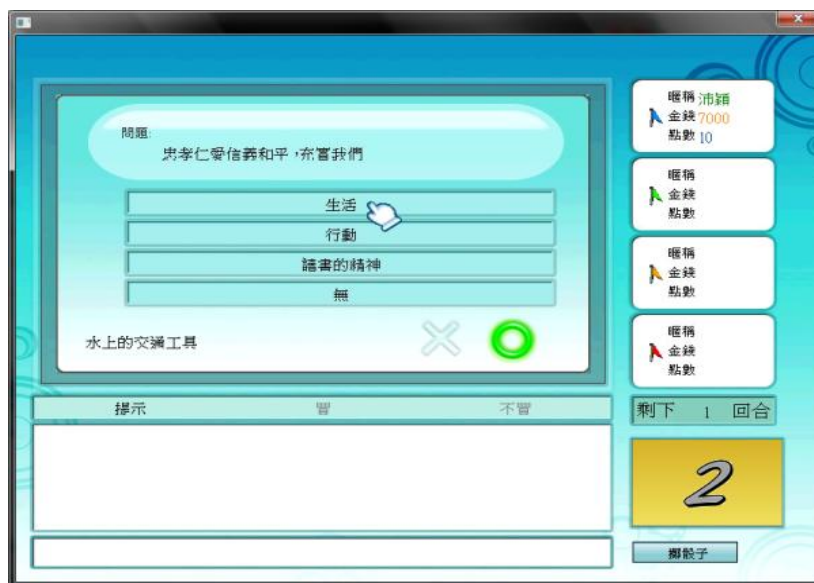 問題:
忠孝仁愛信義和平,充實我們
生活
行動
讀書的精神
無
水上的交通工具
提示 買 不買
暱稱 沛穎
金錢 7000
點數 10
暱稱
金錢
點數
暱稱
金錢
點數
暱稱
金錢
點數
剩下 1 回合
2
擲骰子